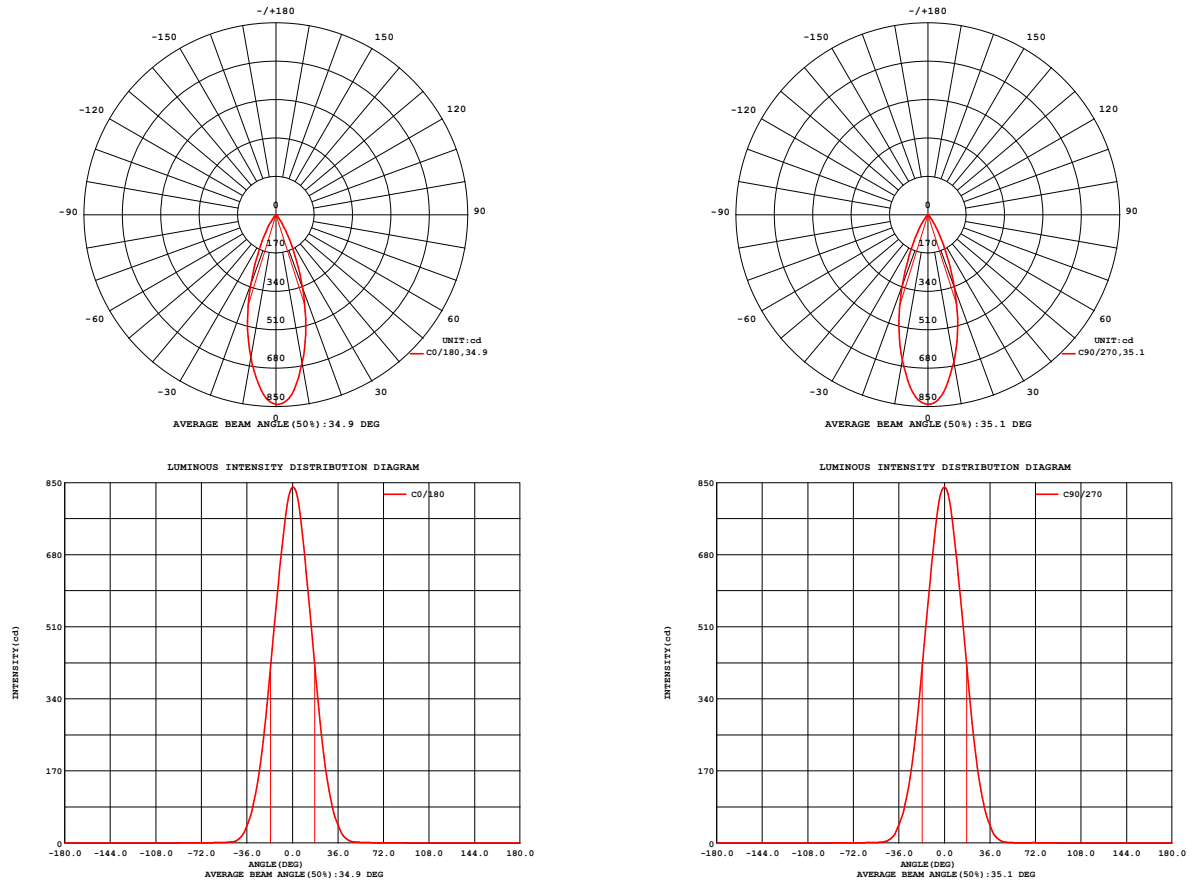 -/+180
-150 150
-120 120
-90 90
-60 60
-30 30
0
170
340
510
680
850
0
UNIT:cd
C0/180,34.9
AVERAGE BEAM ANGLE(50%):34.9 DEG
-/+180
-150 150
-120 120
-90 90
-60 60
-30 30
0
170
340
510
680
850
0
UNIT:cd
C90/270,35.1
AVERAGE BEAM ANGLE(50%):35.1 DEG
LUMINOUS INTENSITY DISTRIBUTION DIAGRAM
C0/180
INTENSITY(cd)
850
680
510
340
170
0
-180.0 -144.0 -108.0 -72.0 -36.0 0.0 36.0 72.0 108.0 144.0 180.0
ANGLE(DEG)
AVERAGE BEAM ANGLE(50%):34.9 DEG
LUMINOUS INTENSITY DISTRIBUTION DIAGRAM
C90/270
INTENSITY(cd)
850
680
510
340
170
0
-180.0 -144.0 -108.0 -72.0 -36.0 0.0 36.0 72.0 108.0 144.0 180.0
ANGLE(DEG)
AVERAGE BEAM ANGLE(50%):35.1 DEG